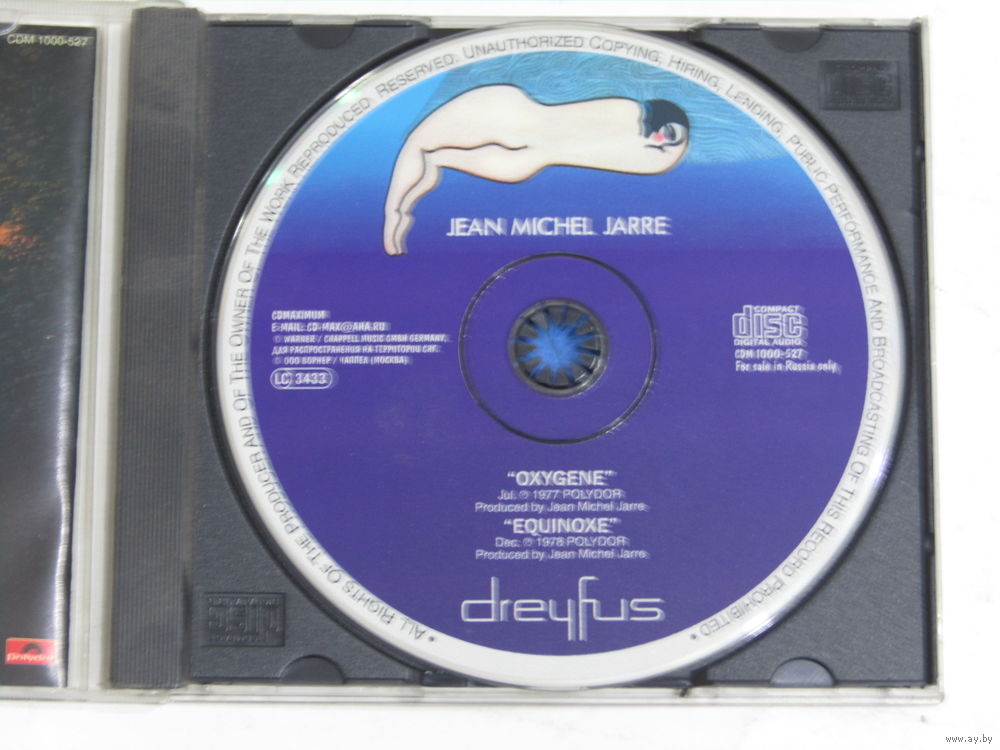 CDM 1000-527
• ALL RIGHTS OF THE PRODUCER AND OF THE OWNER OF THE WORK REPRODUCED RESERVED. UNAUTHORIZED COPYING, HIRING, LENDING, PUBLIC PERFORMANCE AND BROADCASTING OF THIS RECORD PROHIBITED •
JEAN MICHEL JARRE
CDMAXIMUM
E-MAIL: CD-MAX@AHA.RU
© WARNER / CHAPPELL MUSIC GMBH GERMANY,
ДЛЯ РАСПРОСТРАНЕНИЯ НА ТЕРРИТОРИИ СНГ.
© ООО ВОРНЕР / ЧАППЕЛ (МОСКВА)
LC 3433
COMPACT
disc
DIGITAL AUDIO
CDM 1000-527
For sale in Russia only
"OXYGENE"
Jul. ℗ 1977 POLYDOR
Produced by Jean Michel Jarre
"EQUINOXE"
Dec. ℗ 1978 POLYDOR
Produced by Jean Michel Jarre
dreyfus
Polydor
www.ay.by